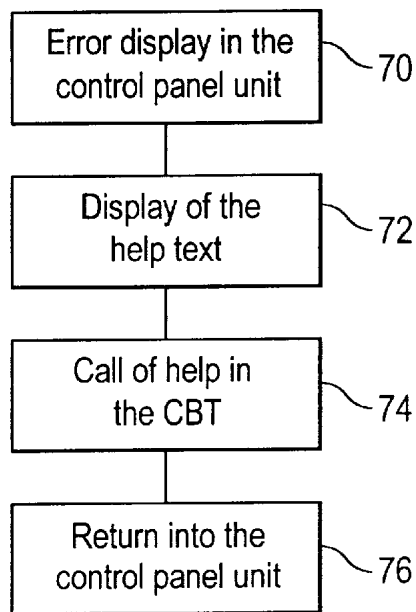 Error display in the
control panel unit
70
Display of the
help text
72
Call of help in
the CBT
74
Return into the
control panel unit
76